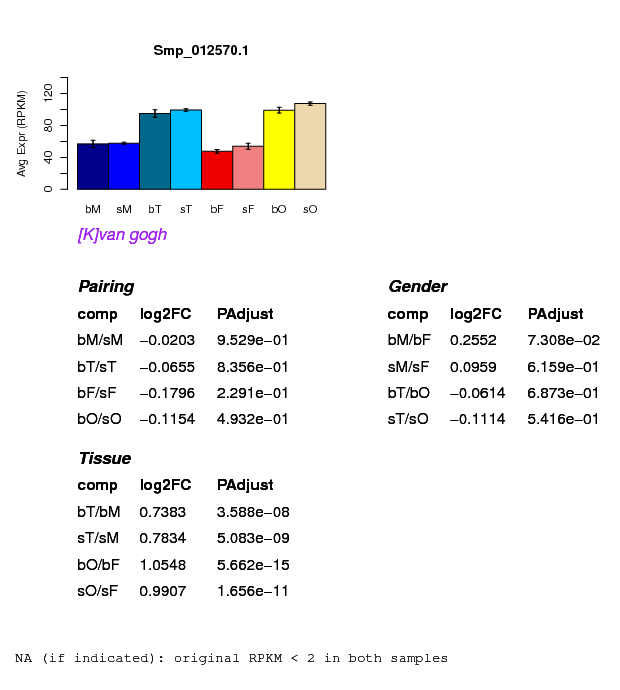 Smp_012570.1
Avg Expr (RPKM)
0 40 80 120
bM sM bT sT bF sF bO sO
[K]van gogh
Pairing
comp log2FC PAdjust
bM/sM −0.0203 9.529e−01
bT/sT −0.0655 8.356e−01
bF/sF −0.1796 2.291e−01
bO/sO −0.1154 4.932e−01
Gender
comp log2FC PAdjust
bM/bF 0.2552 7.308e−02
sM/sF 0.0959 6.159e−01
bT/bO −0.0614 6.873e−01
sT/sO −0.1114 5.416e−01
Tissue
comp log2FC PAdjust
bT/bM 0.7383 3.588e−08
sT/sM 0.7834 5.083e−09
bO/bF 1.0548 5.662e−15
sO/sF 0.9907 1.656e−11
NA (if indicated): original RPKM < 2 in both samples